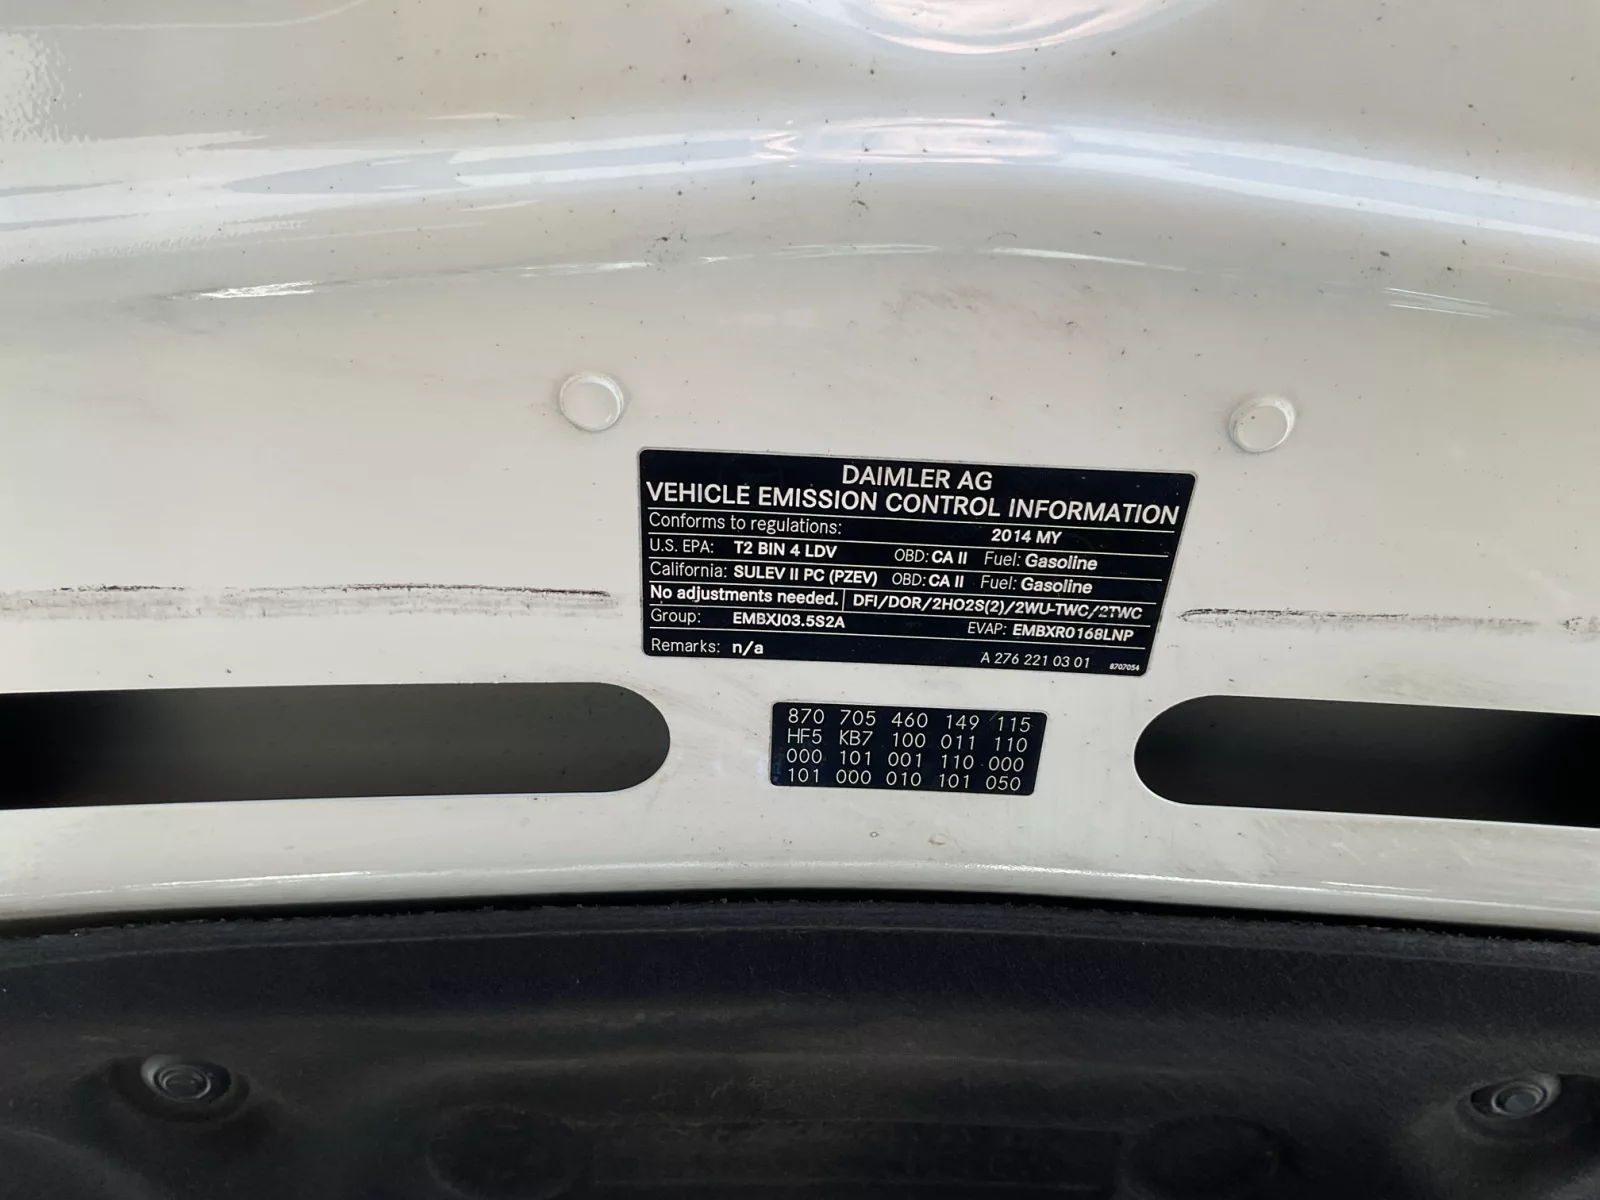 DAIMLER AG
VEHICLE EMISSION CONTROL INFORMATION
Conforms to regulations: 2014 MY
U.S. EPA: T2 BIN 4 LDV OBD: CA II Fuel: Gasoline
California: SULEV II PC (PZEV) OBD: CA II Fuel: Gasoline
No adjustments needed. DFI/DOR/2HO2S(2)/2WU-TWC/2TWC
Group: EMBXJ03.5S2A EVAP: EMBXR0168LNP
Remarks: n/a A 276 221 03 01 8707054
870 705 460 149 115
HF5 KB7 100 011 110
000 101 001 110 000
101 000 010 101 050